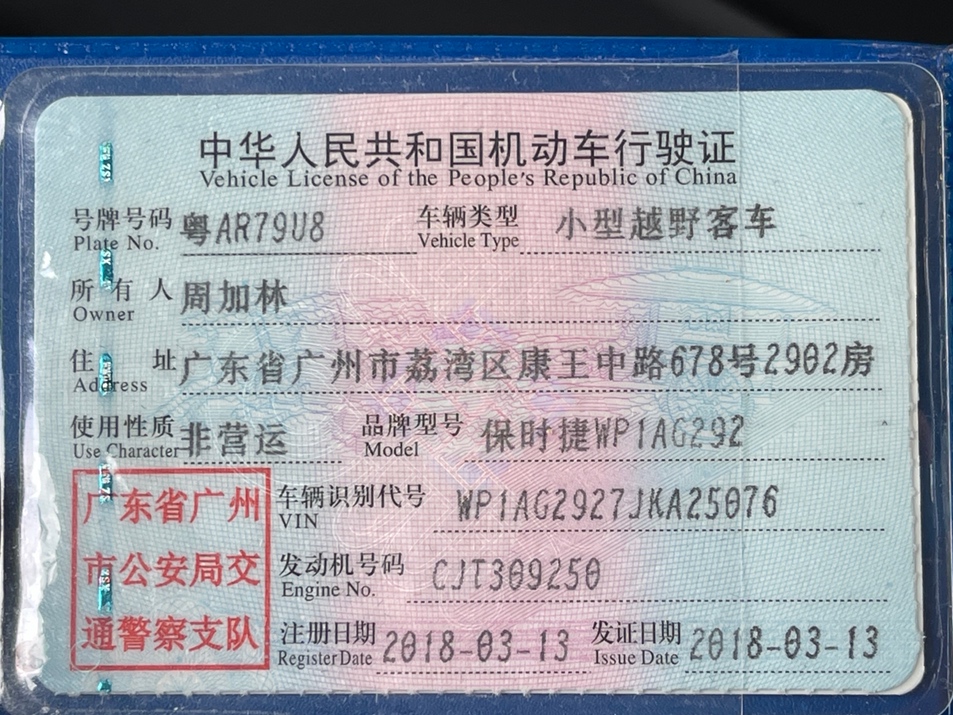 中华人民共和国机动车行驶证
Vehicle License of the People's Republic of China
号牌号码 粤AR79U8 车辆类型 小型越野客车
Plate No. Vehicle Type
所有人 周加林
Owner
住址 广东省广州市荔湾区康王中路678号2902房
Address
使用性质 非营运 品牌型号 保时捷WP1AG292
Use Character Model
车辆识别代号 WP1AG2927JKA25076
VIN
发动机号码 CJT309250
Engine No.
注册日期 2018-03-13 发证日期 2018-03-13
Register Date Issue Date
广东省广州
市公安局交
通警察支队